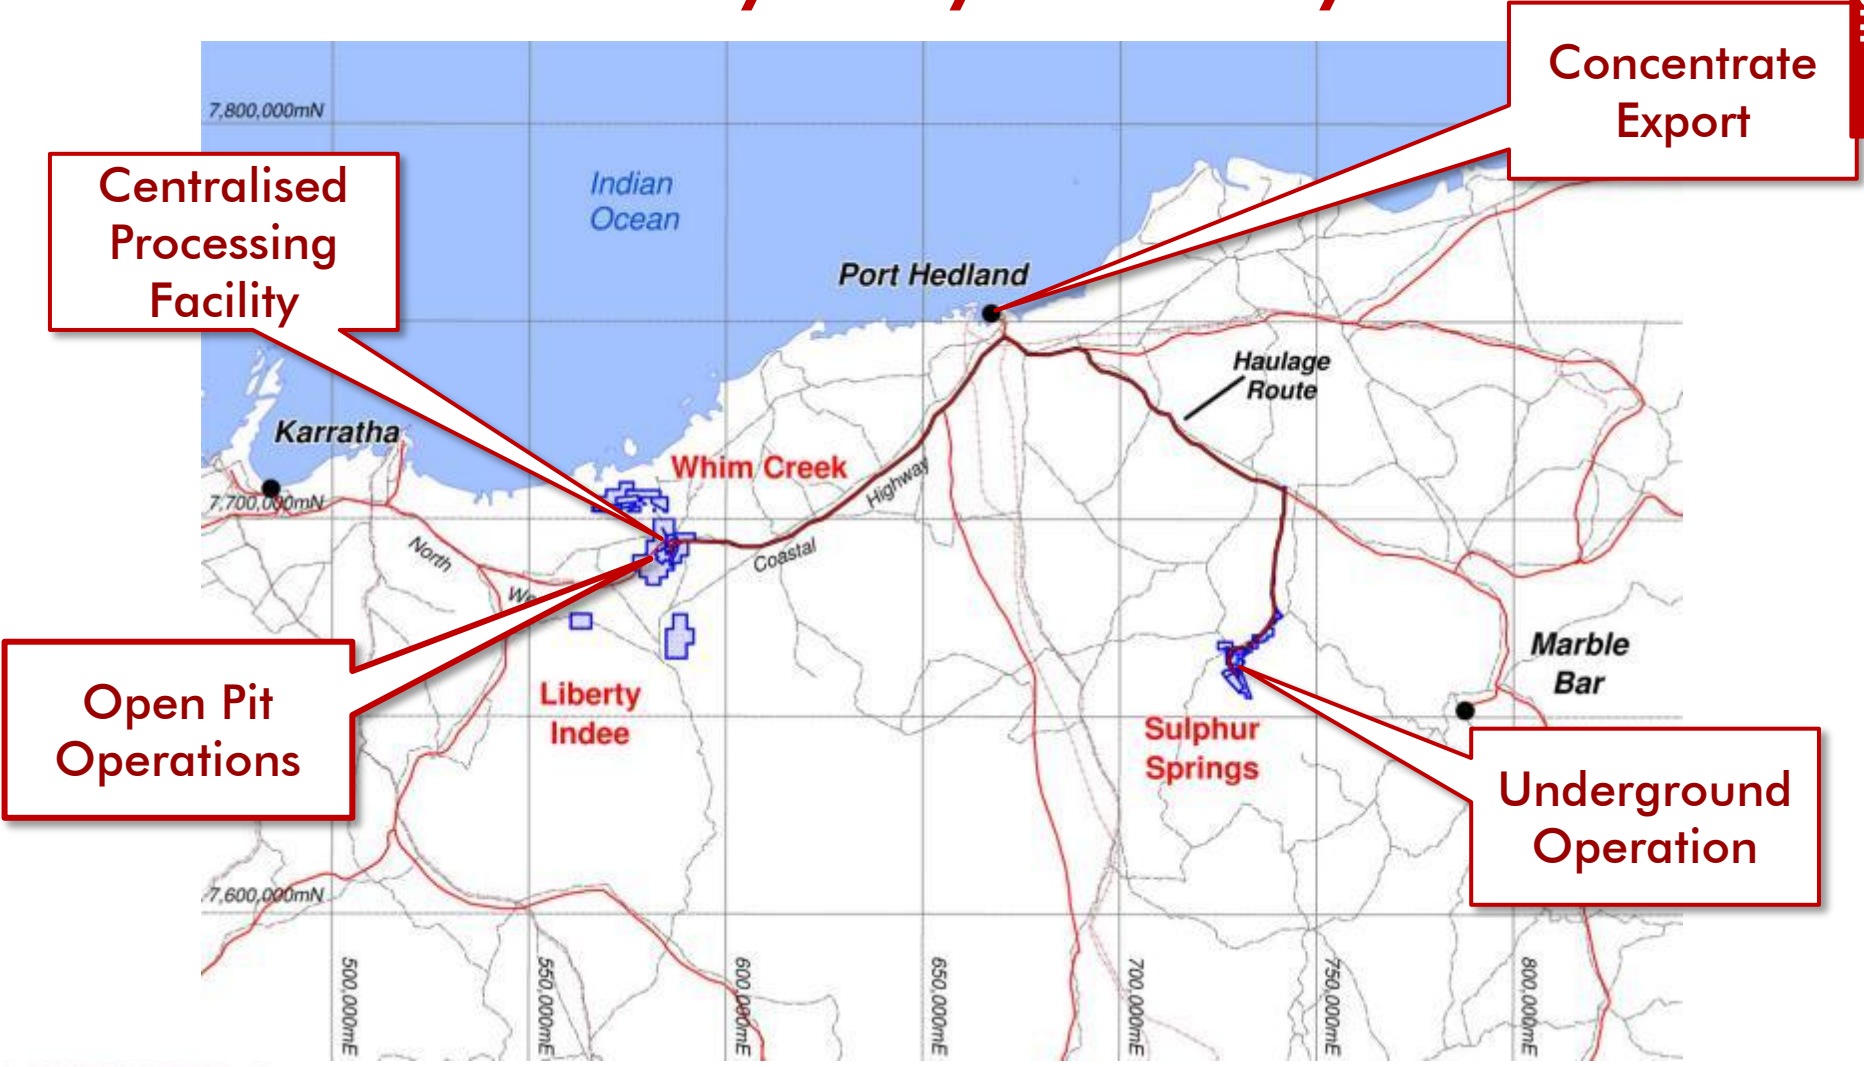 Concentrate
Export
7,800,000mN
Centralised
Processing
Facility
Indian
Ocean
Port Hedland
Haulage
Route
Karratha
Whim Creek
Highway
7,700,000mN
North
Coastal
Open Pit
Operations
Liberty
Indee
Marble
Bar
Sulphur
Springs
Underground
Operation
7,600,000mN
500,000mE
550,000mE
600,000mE
650,000mE
700,000mE
750,000mE
800,000mE